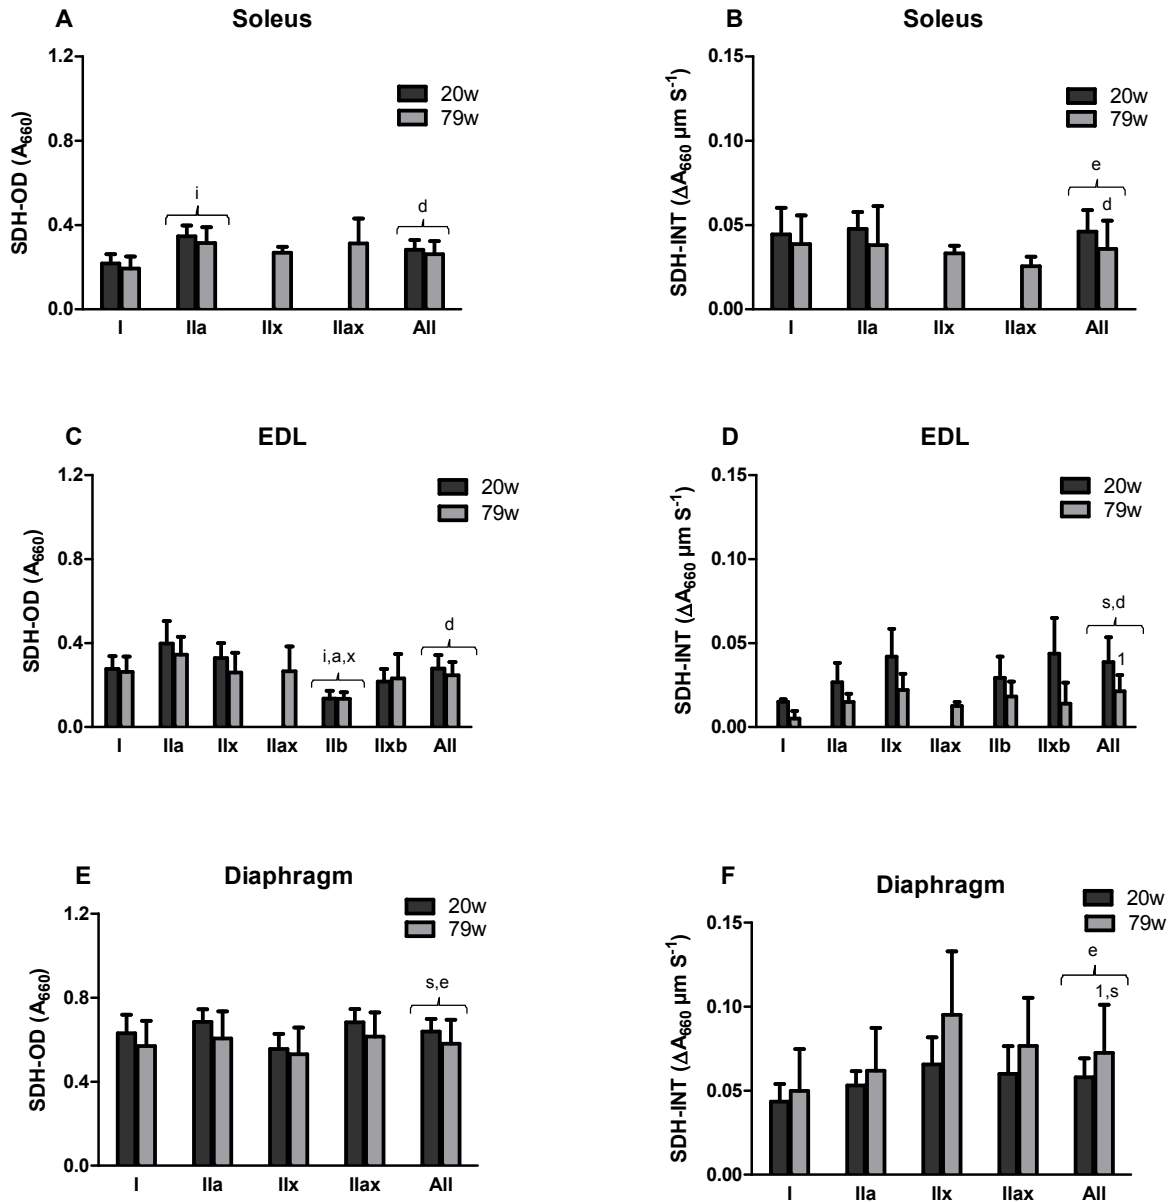 A
Soleus
SDH-OD (A660)
1.2
0.8
0.4
0.0
20w
79w
i
d
I IIa IIx IIax All
B
Soleus
SDH-INT (ΔA660 µm S-1)
0.15
0.10
0.05
0.00
20w
79w
e
d
I IIa IIx IIax All
C
EDL
SDH-OD (A660)
1.2
0.8
0.4
0.0
20w
79w
i,a,x
d
I IIa IIx IIax IIb IIxb All
D
EDL
SDH-INT (ΔA660 µm S-1)
0.15
0.10
0.05
0.00
20w
79w
s,d
1
I IIa IIx IIax IIb IIxb All
E
Diaphragm
SDH-OD (A660)
1.2
0.8
0.4
0.0
20w
79w
s,e
I IIa IIx IIax All
F
Diaphragm
SDH-INT (ΔA660 µm S-1)
0.15
0.10
0.05
0.00
20w
79w
e
1,s
I IIa IIx IIax All